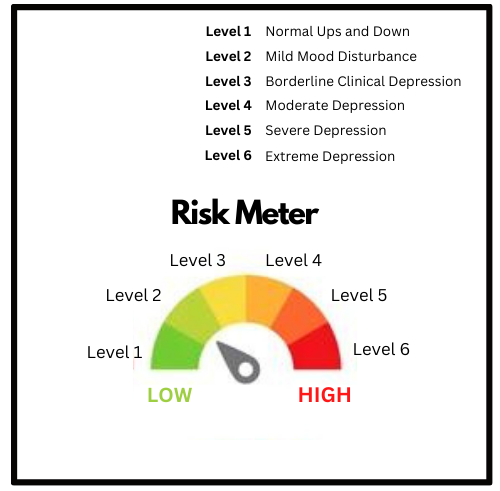 Level 1 Normal Ups and Down
Level 2 Mild Mood Disturbance
Level 3 Borderline Clinical Depression
Level 4 Moderate Depression
Level 5 Severe Depression
Level 6 Extreme Depression
Risk Meter
Level 3 Level 4
Level 2 Level 5
Level 1 Level 6
LOW HIGH